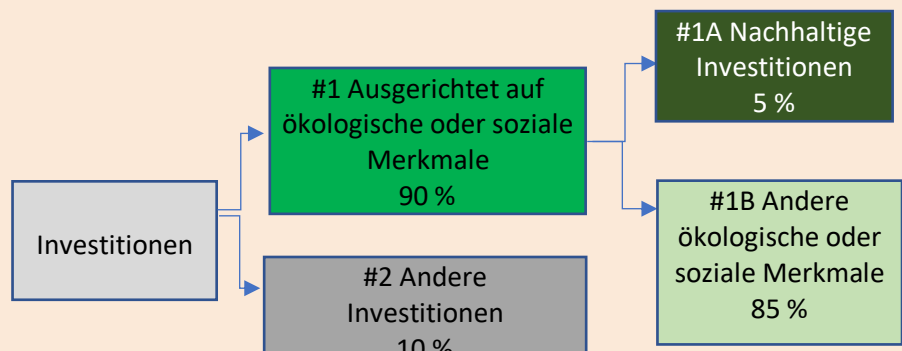 Investitionen
#1 Ausgerichtet auf
ökologische oder soziale
Merkmale
90 %
#2 Andere
Investitionen
10 %
#1A Nachhaltige
Investitionen
5 %
#1B Andere
ökologische oder
soziale Merkmale
85 %